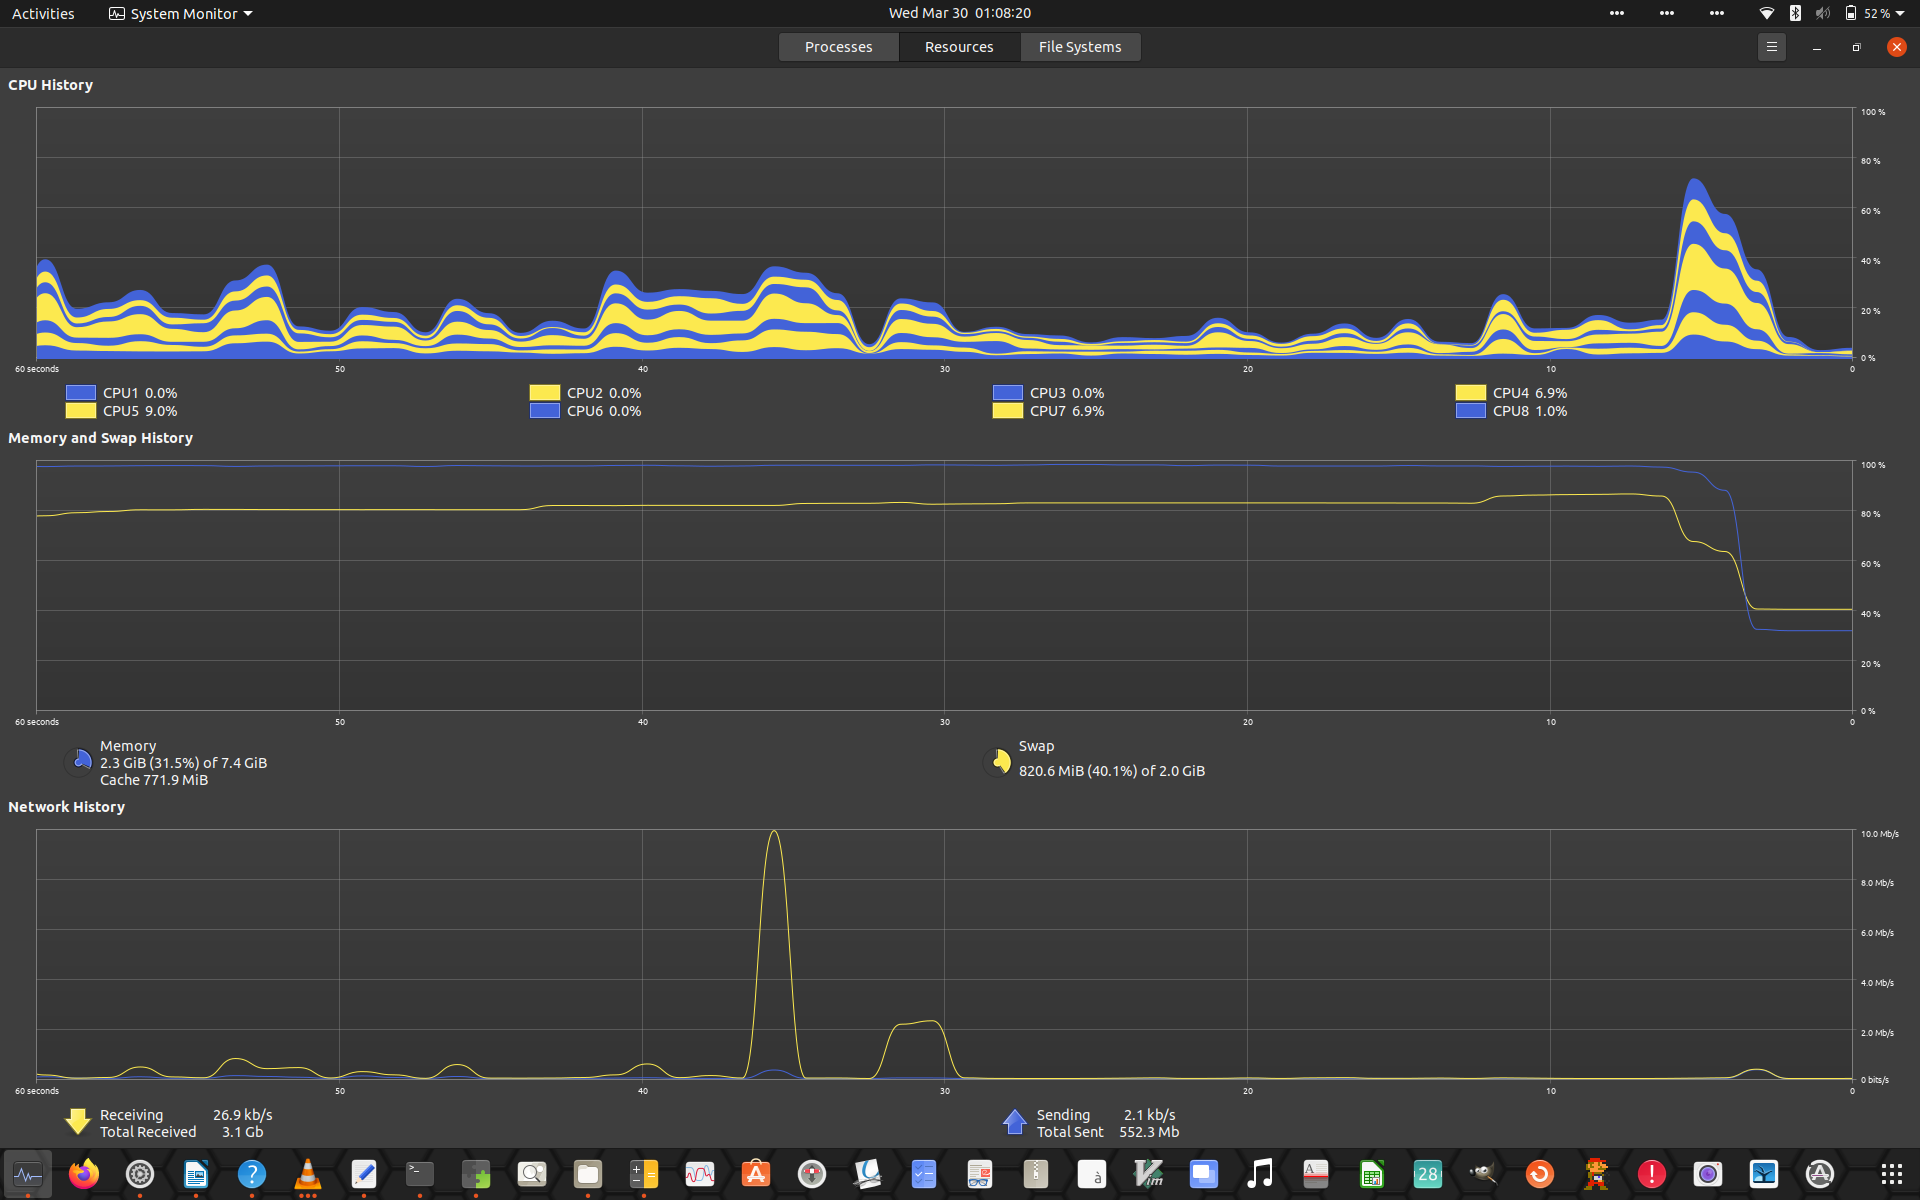 Activities System Monitor Wed Mar 30 01:08:20 52 %
Processes Resources File Systems
CPU History
100 %
80 %
60 %
40 %
20 %
0 %
60 seconds 50 40 30 20 10 0
CPU1 0.0% CPU2 0.0% CPU3 0.0% CPU4 6.9%
CPU5 9.0% CPU6 0.0% CPU7 6.9% CPU8 1.0%
Memory and Swap History
100 %
80 %
60 %
40 %
20 %
0 %
60 seconds 50 40 30 20 10 0
Memory
2.3 GiB (31.5%) of 7.4 GiB
Cache 771.9 MiB
Swap
820.6 MiB (40.1%) of 2.0 GiB
Network History
10.0 Mb/s
8.0 Mb/s
6.0 Mb/s
4.0 Mb/s
2.0 Mb/s
0 bits/s
60 seconds 50 40 30 20 10 0
Receiving 26.9 kb/s Sending 2.1 kb/s
Total Received 3.1 Gb Total Sent 552.3 Mb
? >_ à Vim A 28 !